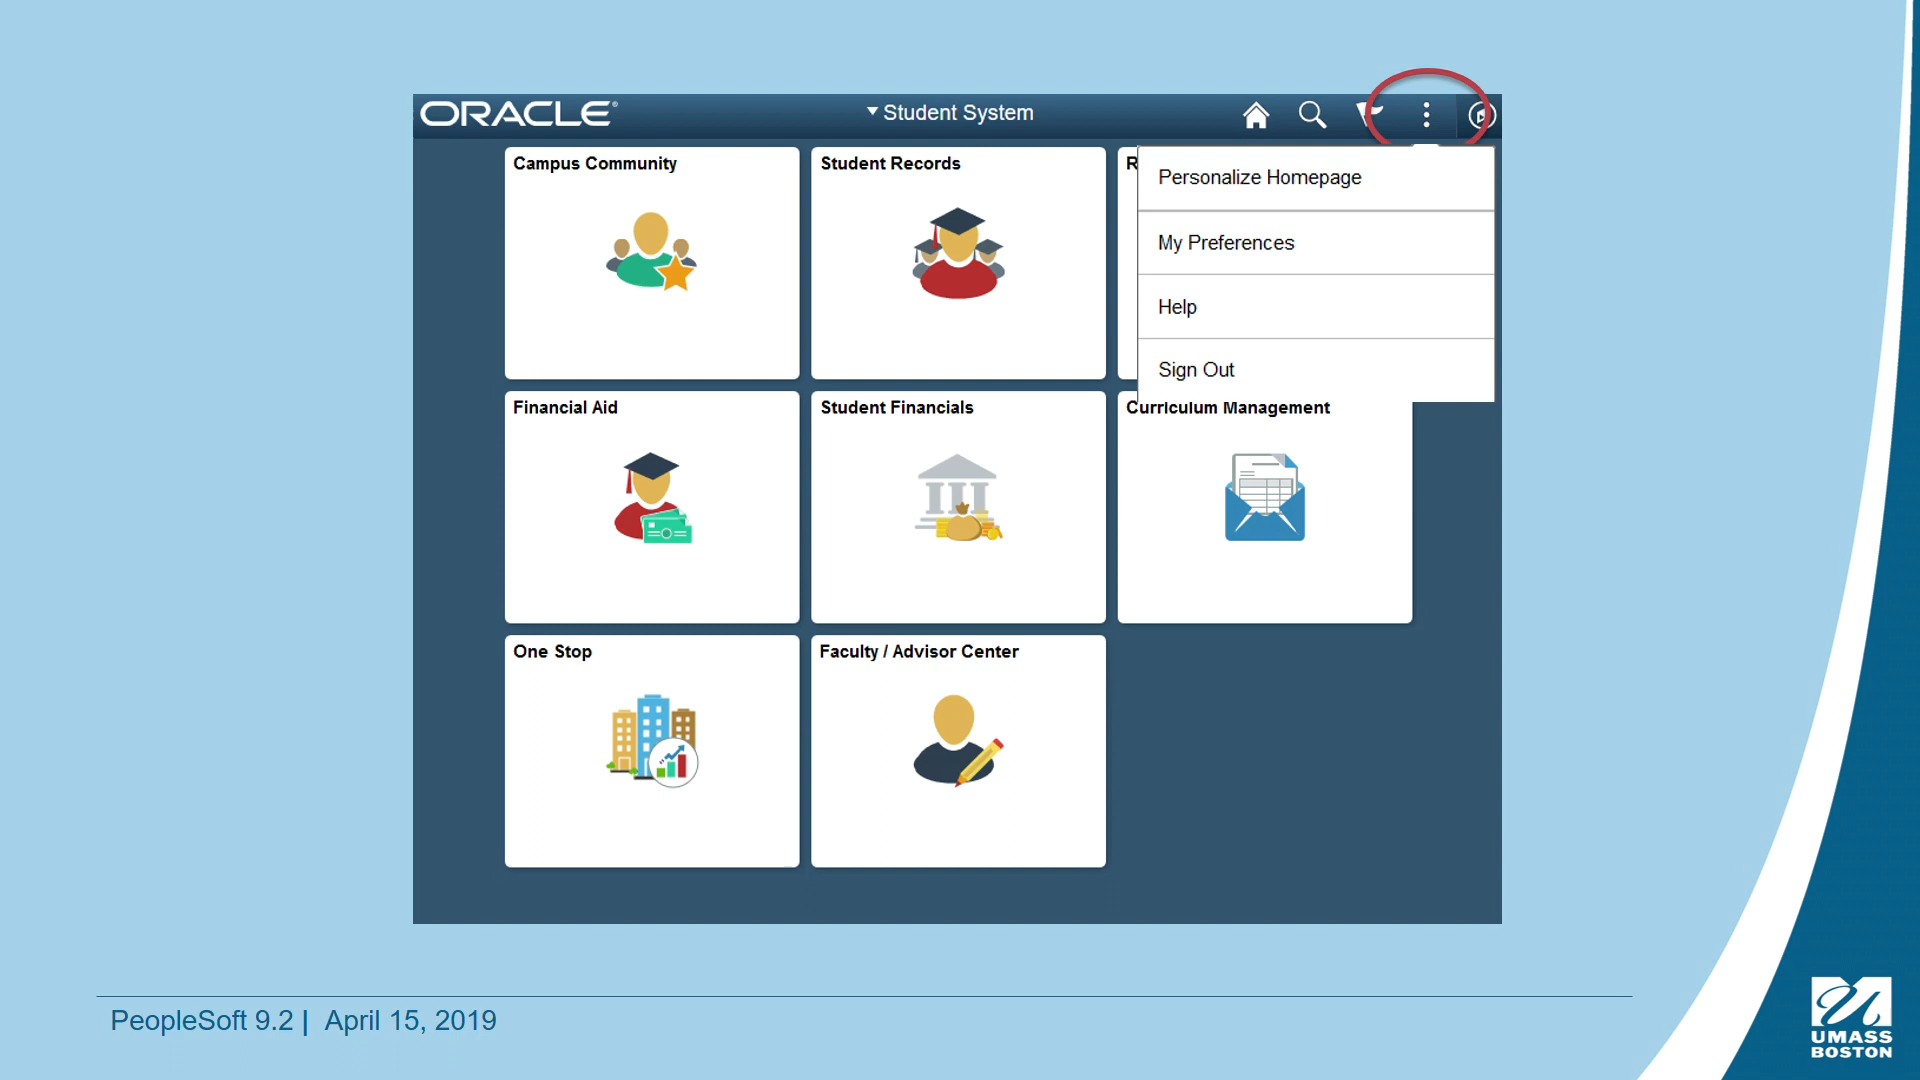 ORACLE®
Student System
Campus Community
Student Records
R
Personalize Homepage
My Preferences
Help
Sign Out
Financial Aid
Student Financials
Curriculum Management
One Stop
Faculty / Advisor Center
PeopleSoft 9.2 | April 15, 2019
UMASS
BOSTON